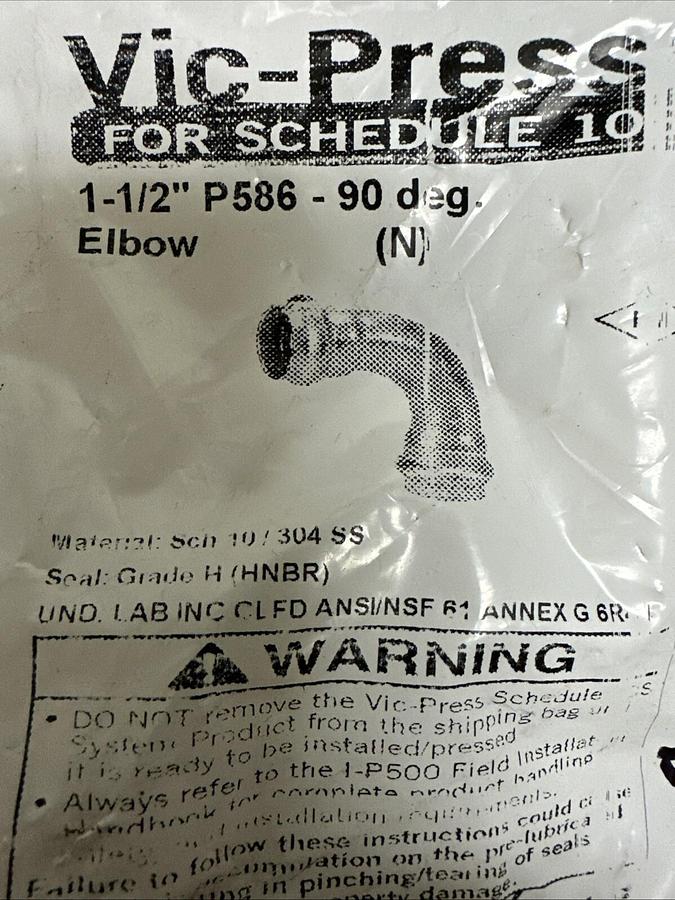 Vic-Press
FOR SCHEDULE 10
1-1/2" P586 - 90 deg.
Elbow (N)
Material: Sch 10 / 304 SS
Seal: Grade H (HNBR)
UND. LAB INC CLFD ANSI/NSF 61 ANNEX G
WARNING
• DO NOT remove the Vic-Press Schedule
System Product from the shipping bag
it is ready to be installed/pressed
• Always refer to the I-P500 Field
Handbook for complete product handling
installation requirements.
Failure to follow these instructions could
on the
in pinching/tearing of seals
property damage.